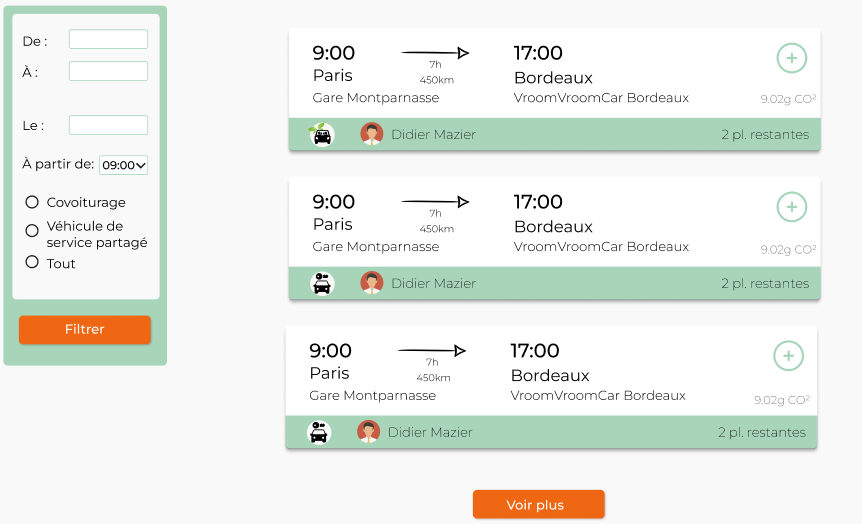 De :
À :
Le :
À partir de: 09:00
Covoiturage
Véhicule de
service partagé
Tout
Filtrer
9:00 17:00
7h
Paris Bordeaux
450km
Gare Montparnasse VroomVroomCar Bordeaux 9.02g CO²
Didier Mazier 2 pl. restantes
9:00 17:00
7h
Paris Bordeaux
450km
Gare Montparnasse VroomVroomCar Bordeaux 9.02g CO²
Didier Mazier 2 pl. restantes
9:00 17:00
7h
Paris Bordeaux
450km
Gare Montparnasse VroomVroomCar Bordeaux 9.02g CO²
Didier Mazier 2 pl. restantes
Voir plus